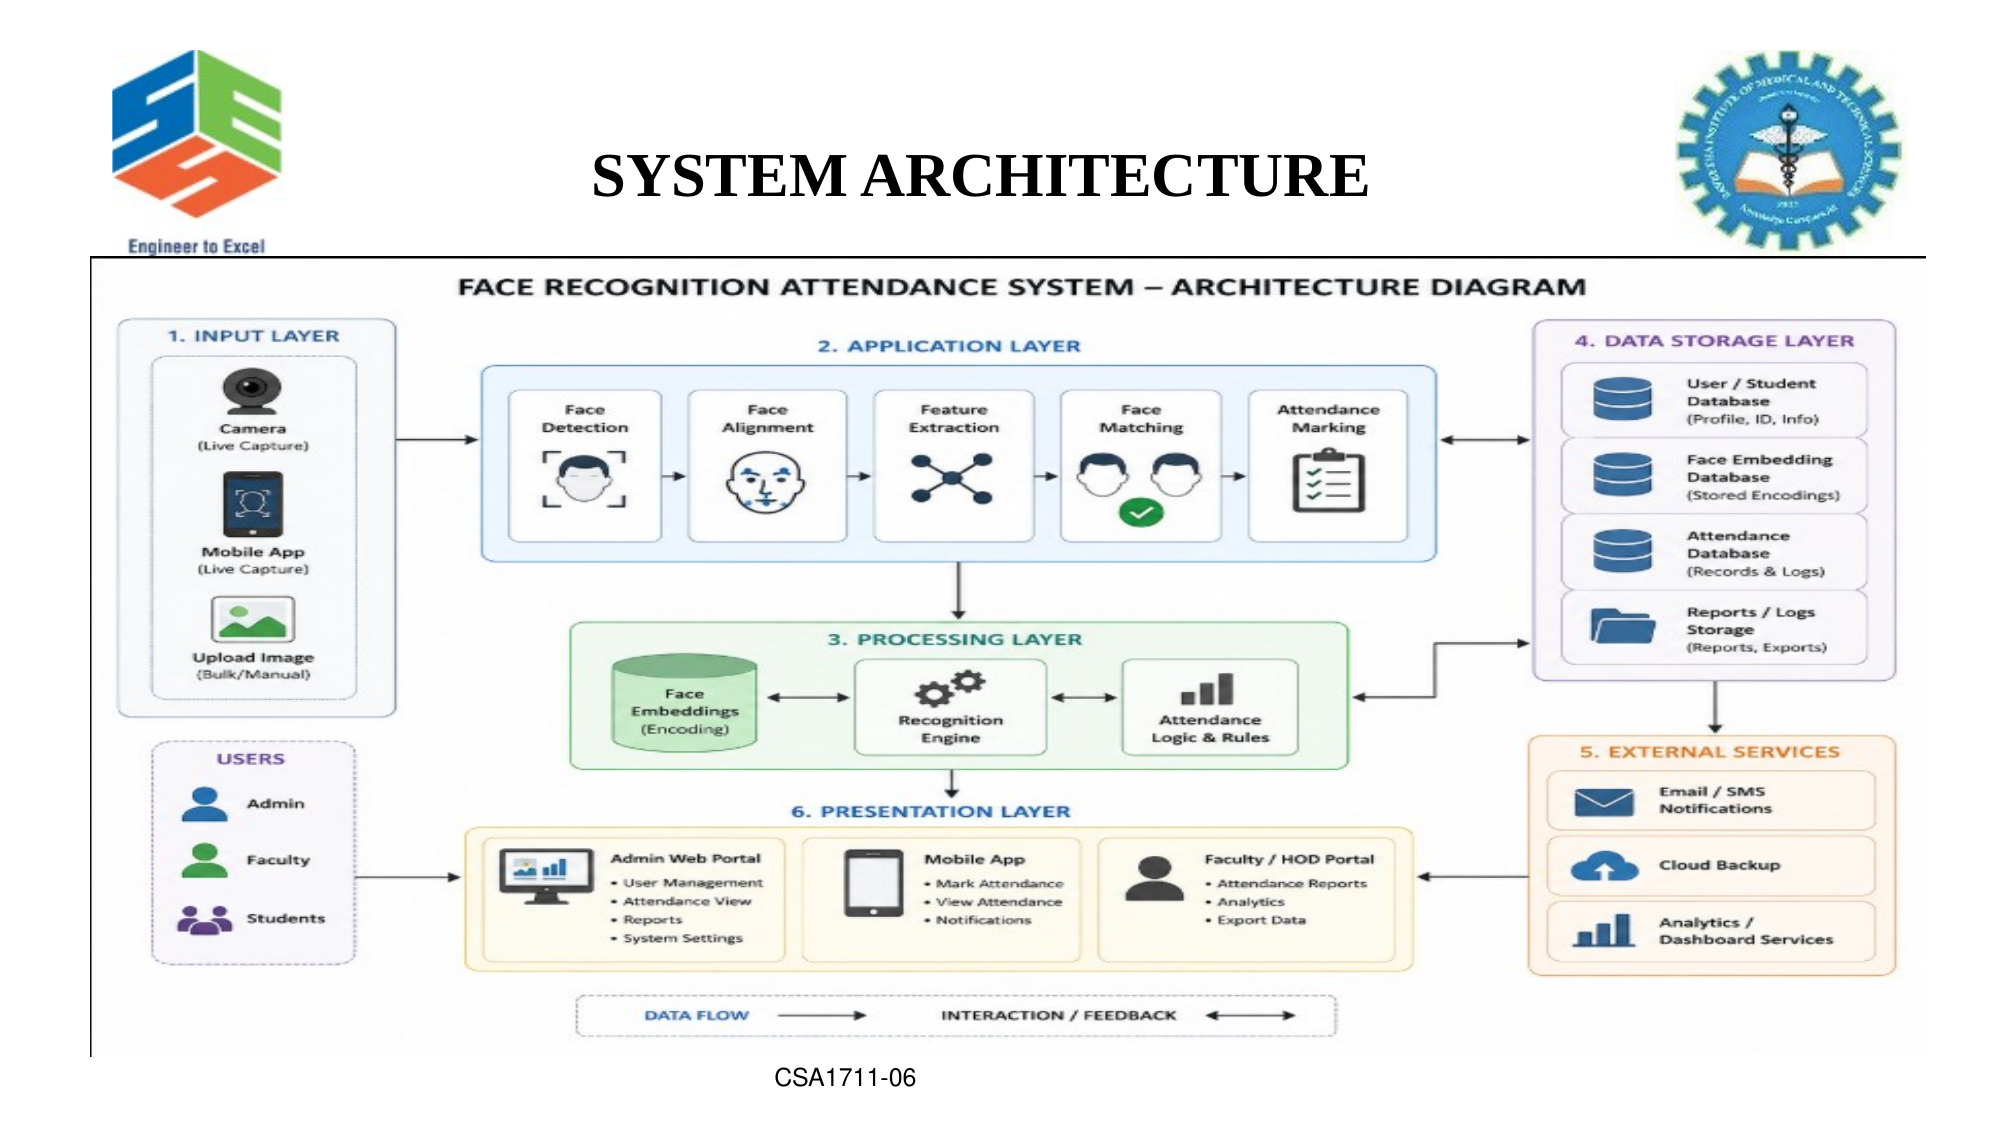 Engineer to Excel
SYSTEM ARCHITECTURE
FACE RECOGNITION ATTENDANCE SYSTEM – ARCHITECTURE DIAGRAM
1. INPUT LAYER
Camera
(Live Capture)
Mobile App
(Live Capture)
Upload Image
(Bulk/Manual)
2. APPLICATION LAYER
Face
Detection
Face
Alignment
Feature
Extraction
Face
Matching
Attendance
Marking
3. PROCESSING LAYER
Face
Embeddings
(Encoding)
Recognition
Engine
Attendance
Logic & Rules
4. DATA STORAGE LAYER
User / Student
Database
(Profile, ID, Info)
Face Embedding
Database
(Stored Encodings)
Attendance
Database
(Records & Logs)
Reports / Logs
Storage
(Reports, Exports)
5. EXTERNAL SERVICES
Email / SMS
Notifications
Cloud Backup
Analytics /
Dashboard Services
USERS
Admin
Faculty
Students
6. PRESENTATION LAYER
Admin Web Portal
• User Management
• Attendance View
• Reports
• System Settings
Mobile App
• Mark Attendance
• View Attendance
• Notifications
Faculty / HOD Portal
• Attendance Reports
• Analytics
• Export Data
DATA FLOW
INTERACTION / FEEDBACK
CSA1711-06